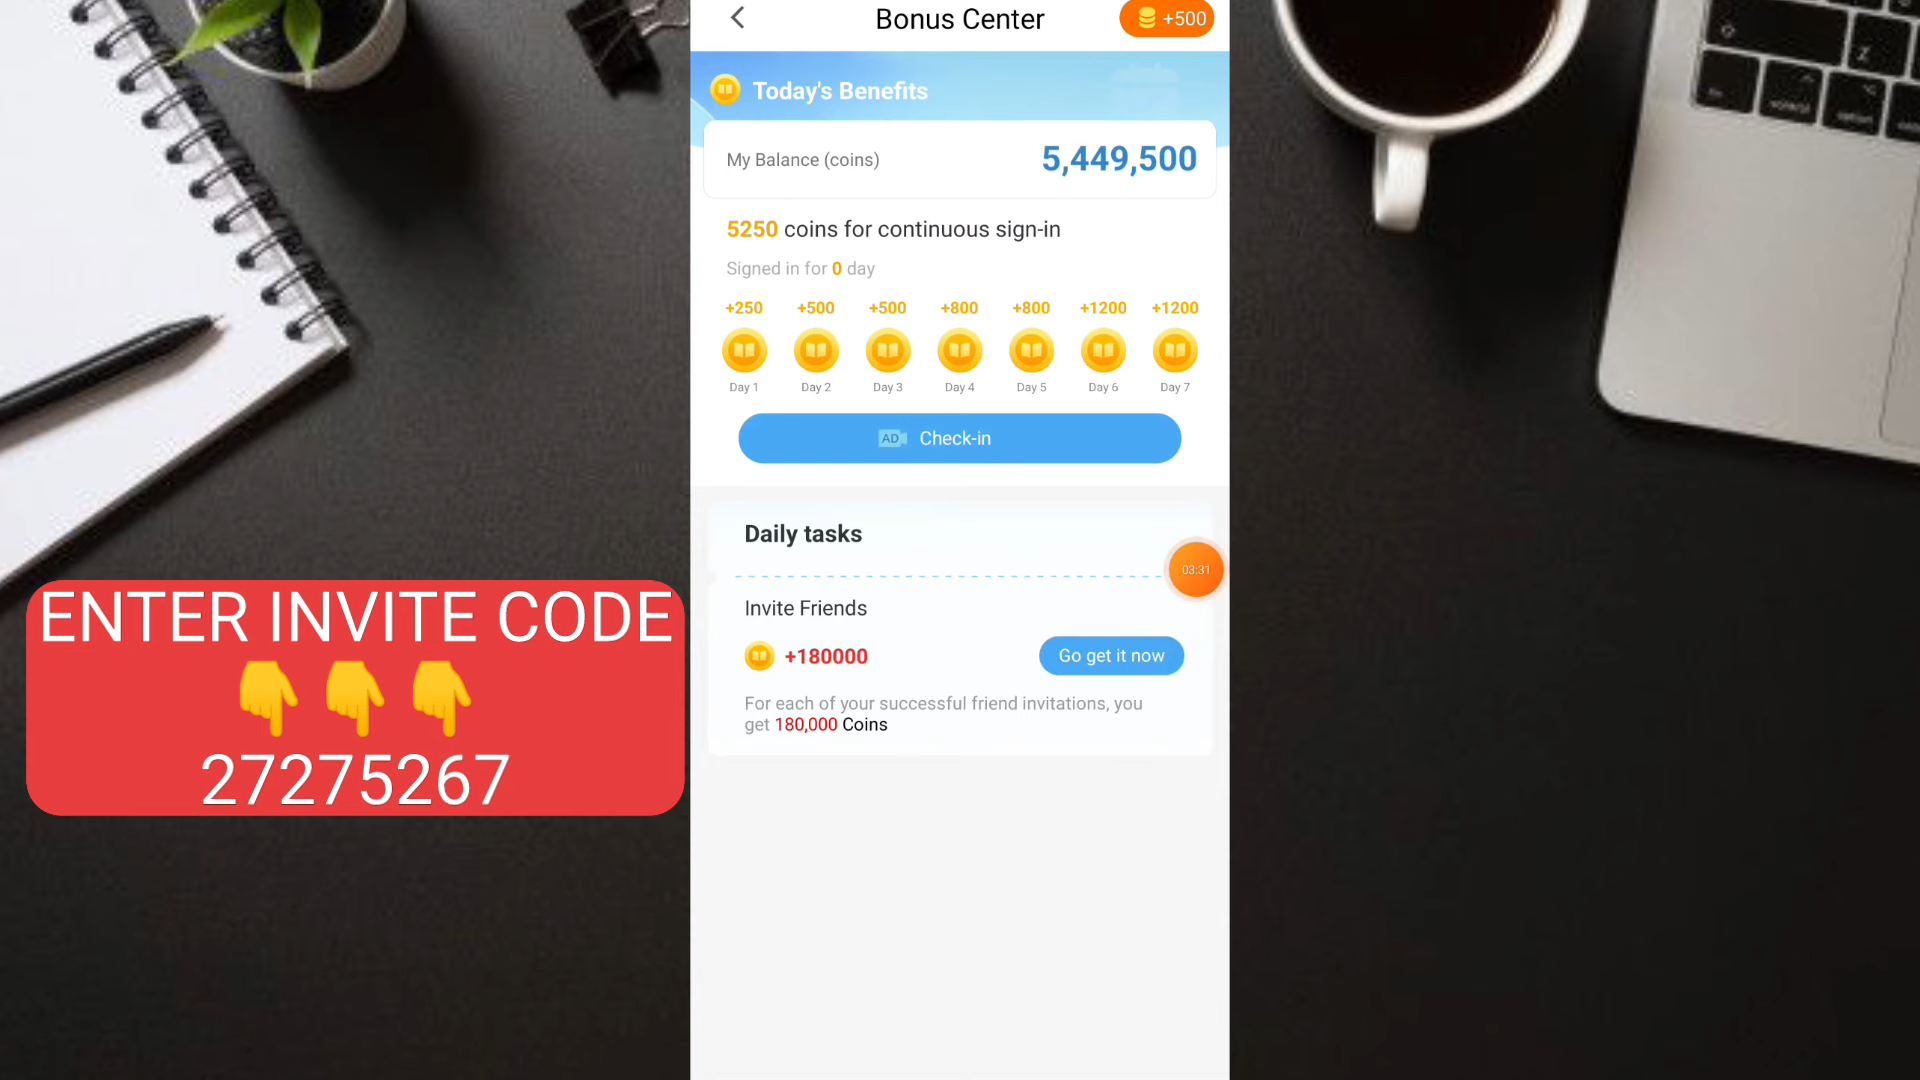 Bonus Center
+500
Today's Benefits
My Balance (coins)
5,449,500
5250 coins for continuous sign-in
Signed in for 0 day
+250 +500 +500 +800 +800 +1200 +1200
Day 1 Day 2 Day 3 Day 4 Day 5 Day 6 Day 7
AD Check-in
Daily tasks
03:31
Invite Friends
+180000
Go get it now
For each of your successful friend invitations, you
get 180,000 Coins
ENTER INVITE CODE
👇👇👇
27275267
Z
control
option